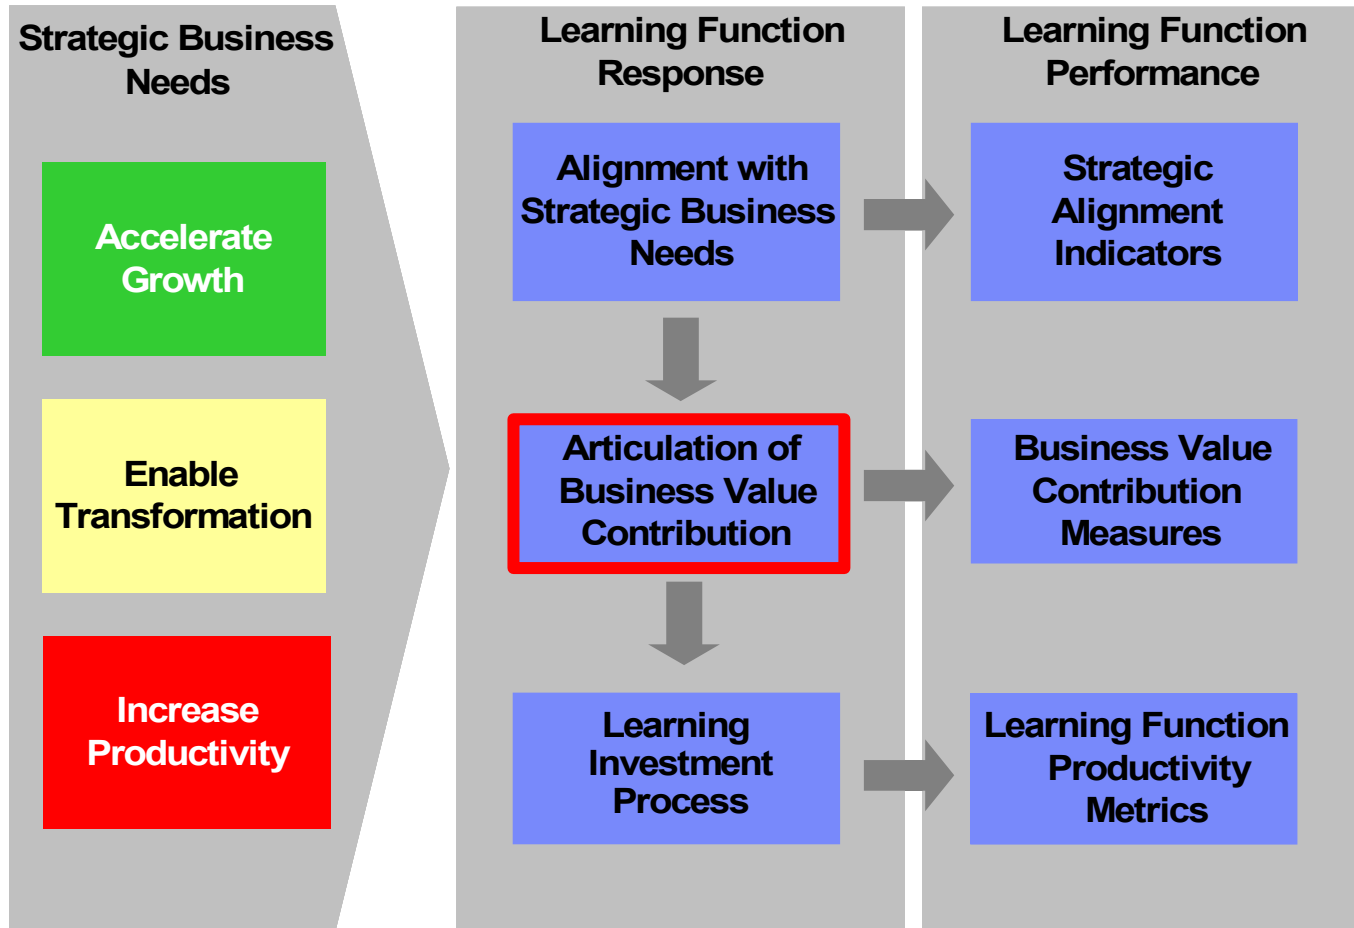 Strategic Business
Needs
Accelerate
Growth
Enable
Transformation
Increase
Productivity
Learning Function
Response
Alignment with
Strategic Business
Needs
Articulation of
Business Value
Contribution
Learning
Investment
Process
Learning Function
Performance
Strategic
Alignment
Indicators
Business Value
Contribution
Measures
Learning Function
Productivity
Metrics